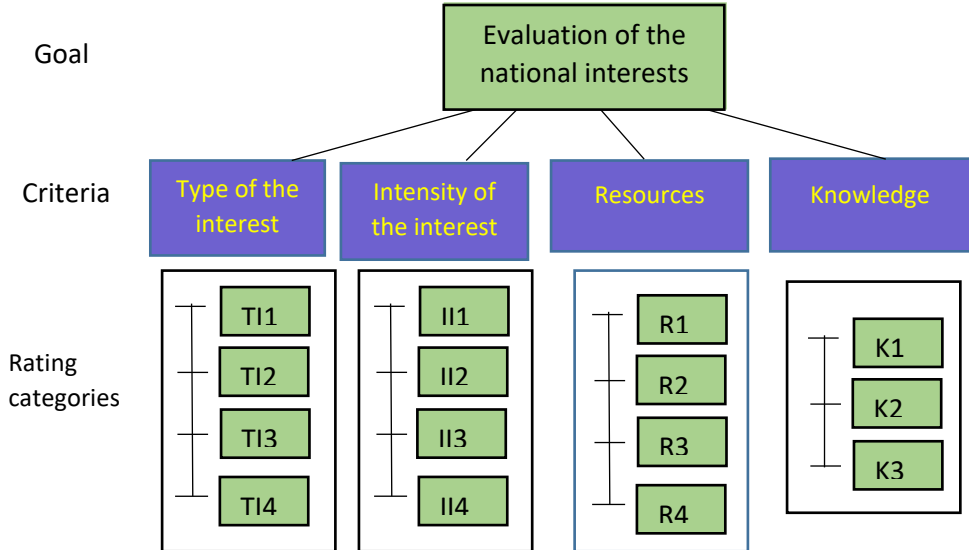 Goal
Evaluation of the
national interests
Criteria
Type of the
interest
Intensity of
the interest
Resources
Knowledge
Rating
categories
TI1
TI2
TI3
TI4
II1
II2
II3
II4
R1
R2
R3
R4
K1
K2
K3